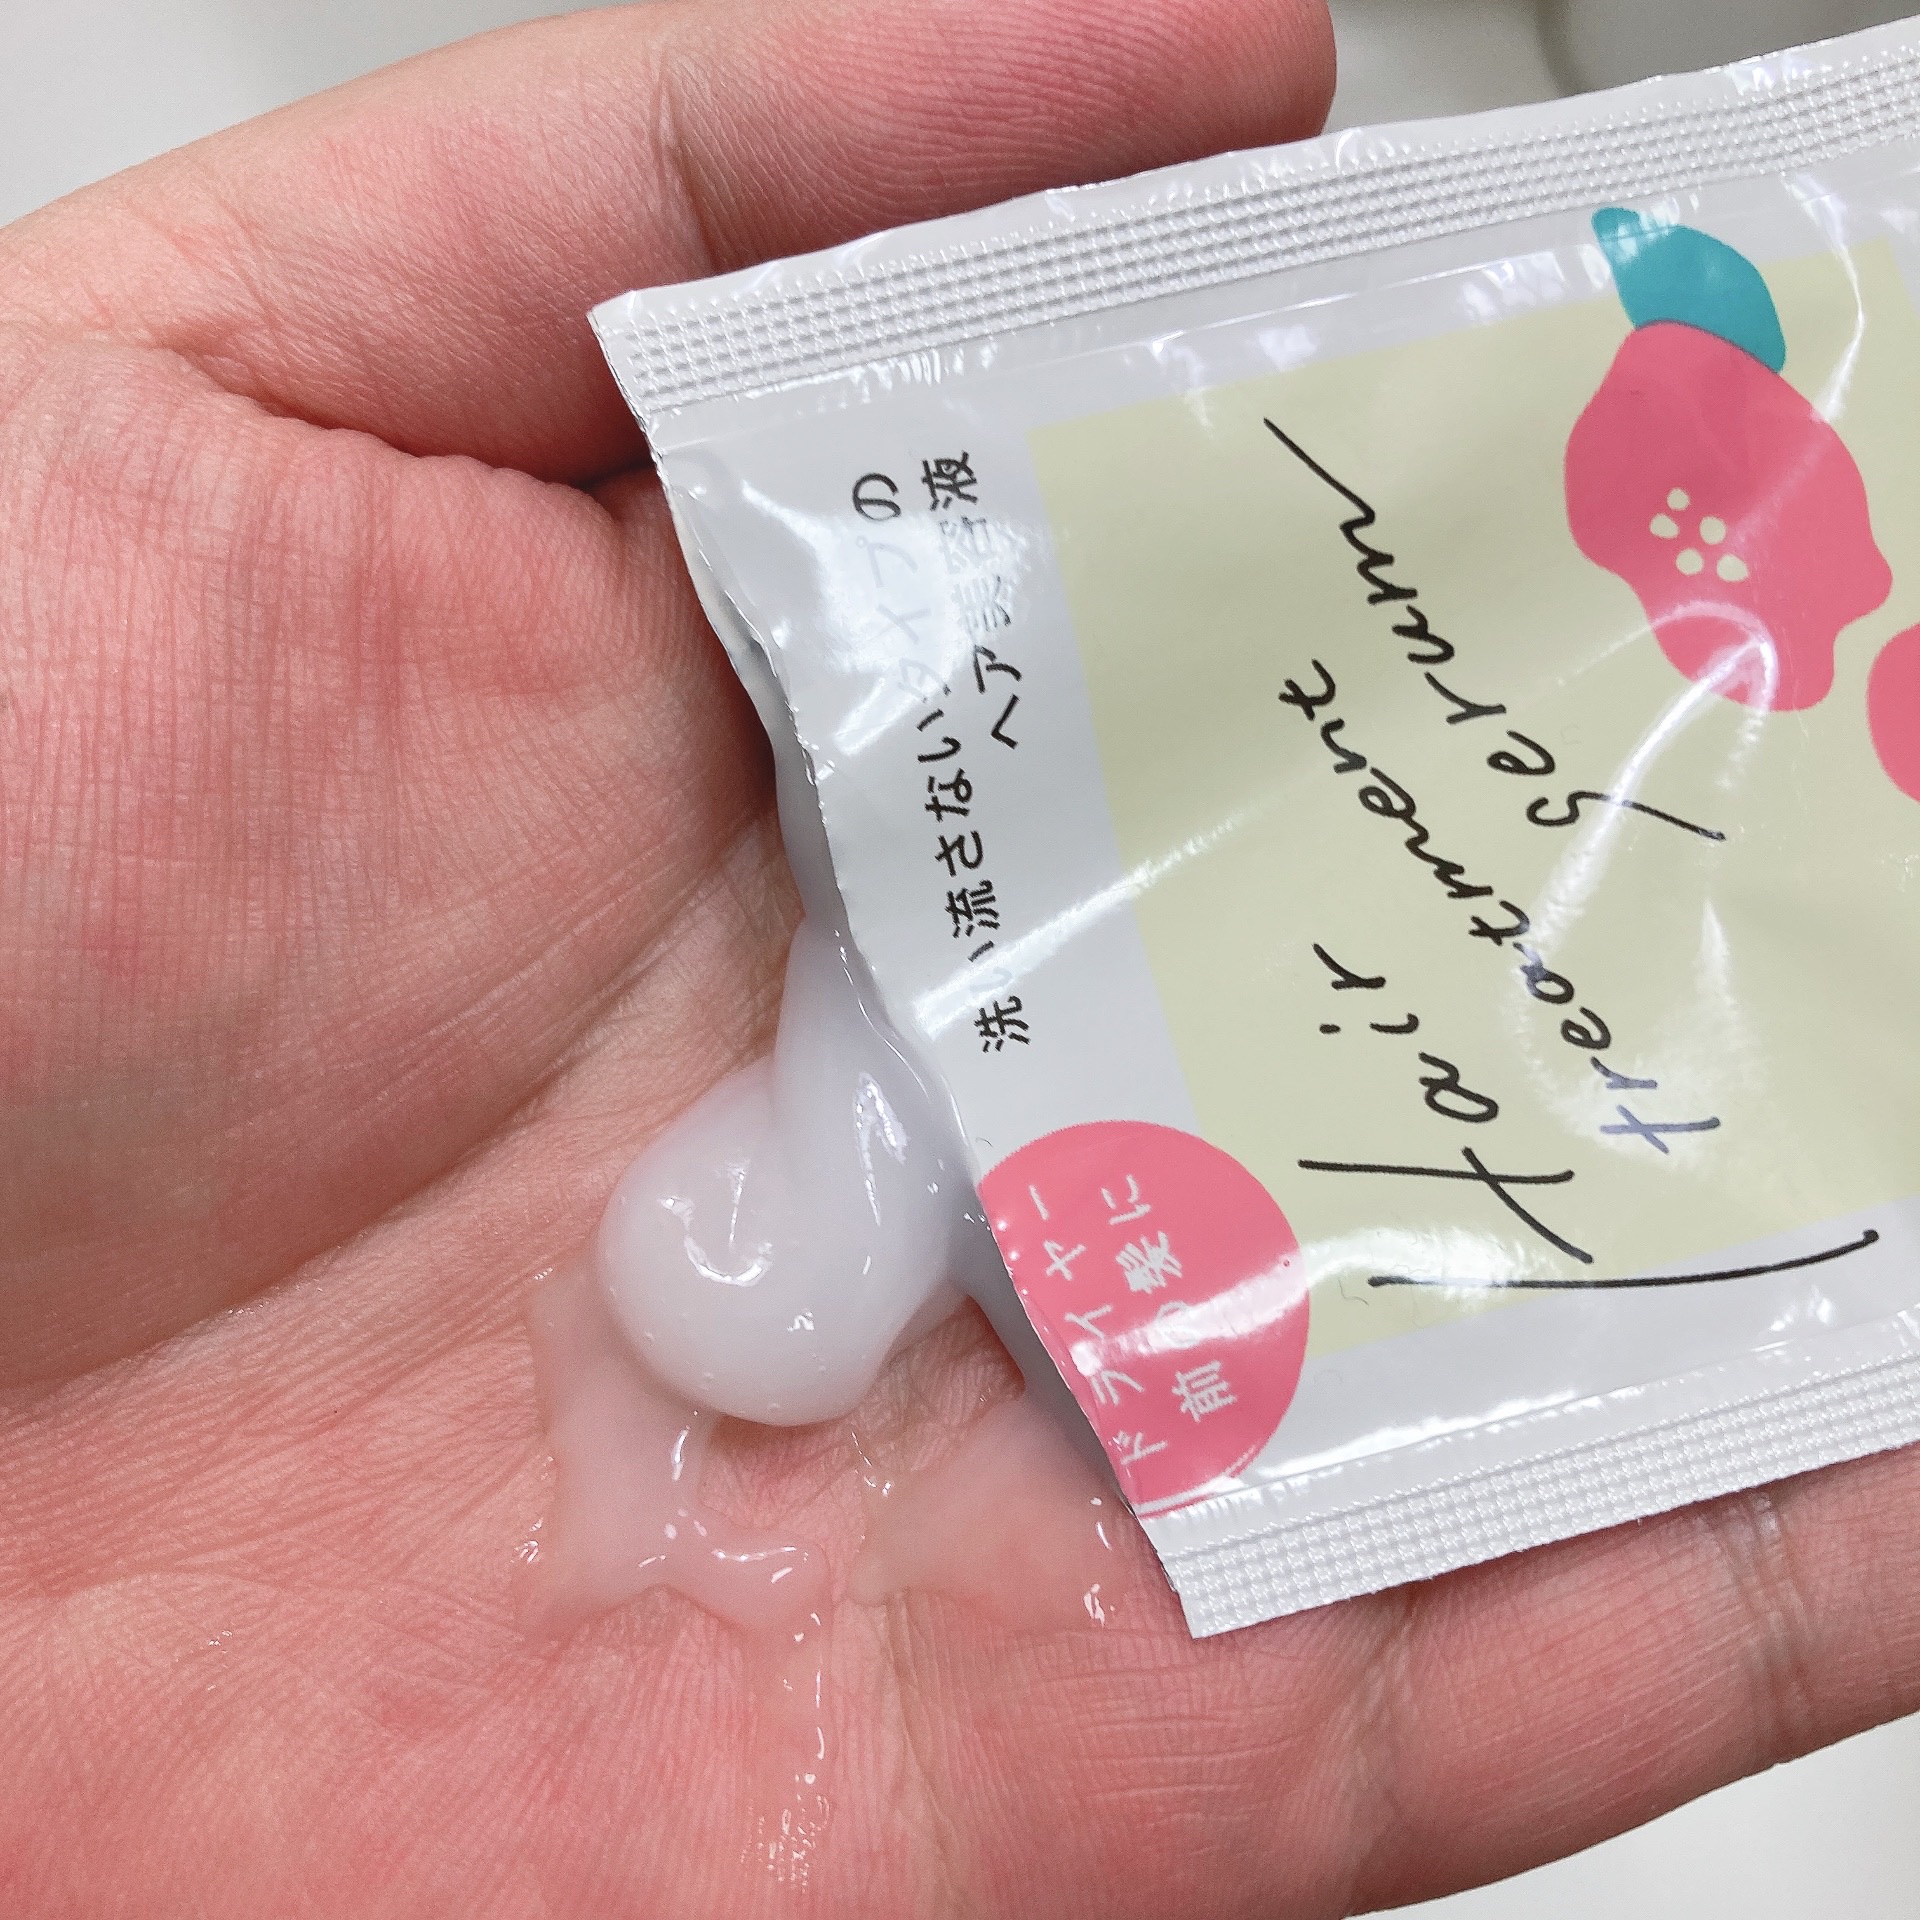 洗い流さないタイプの
ヘア美容液
Hair
treatment
Serum
ドライヤー
前の髪に